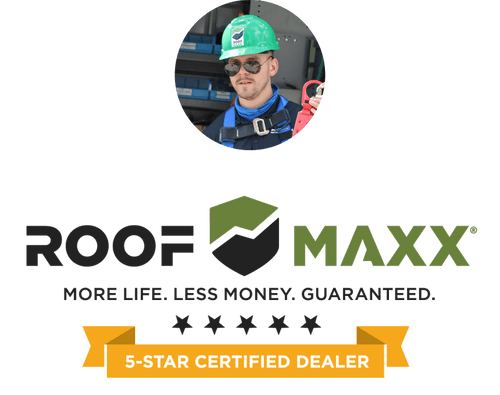 ROOF MAXX®
MORE LIFE. LESS MONEY. GUARANTEED.
5-STAR CERTIFIED DEALER